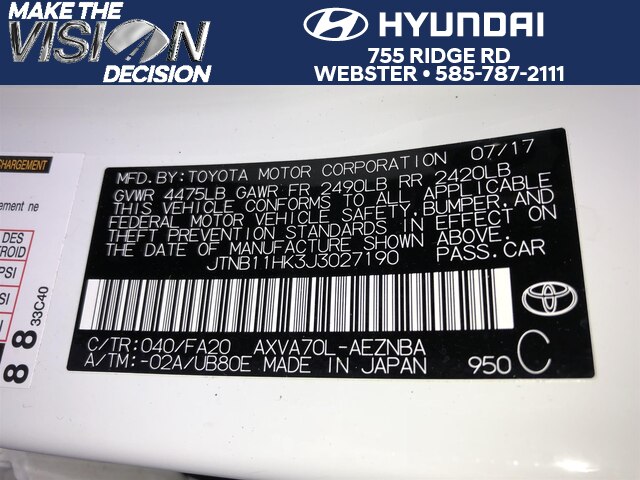 MAKE THE
VISION
DECISION
HYUNDAI
755 RIDGE RD
WEBSTER • 585-787-2111
CHARGEMENT
ement ne
DES
PSI
SI
8 8
33C40
MFD.BY:TOYOTA MOTOR CORPORATION 07/17
GVWR 4475LB GAWR FR 2490LB RR 2420LB
THIS VEHICLE CONFORMS TO ALL APPLICABLE
FEDERAL MOTOR VEHICLE SAFETY,BUMPER,AND
THEFT PREVENTION STANDARDS IN EFFECT ON
THE DATE OF MANUFACTURE SHOWN ABOVE.
JTNB11HK3J3027190 PASS.CAR
C/TR:040/FA20 AXVA70L-AEZNBA
A/TM:-02A/UB80E MADE IN JAPAN 950 C